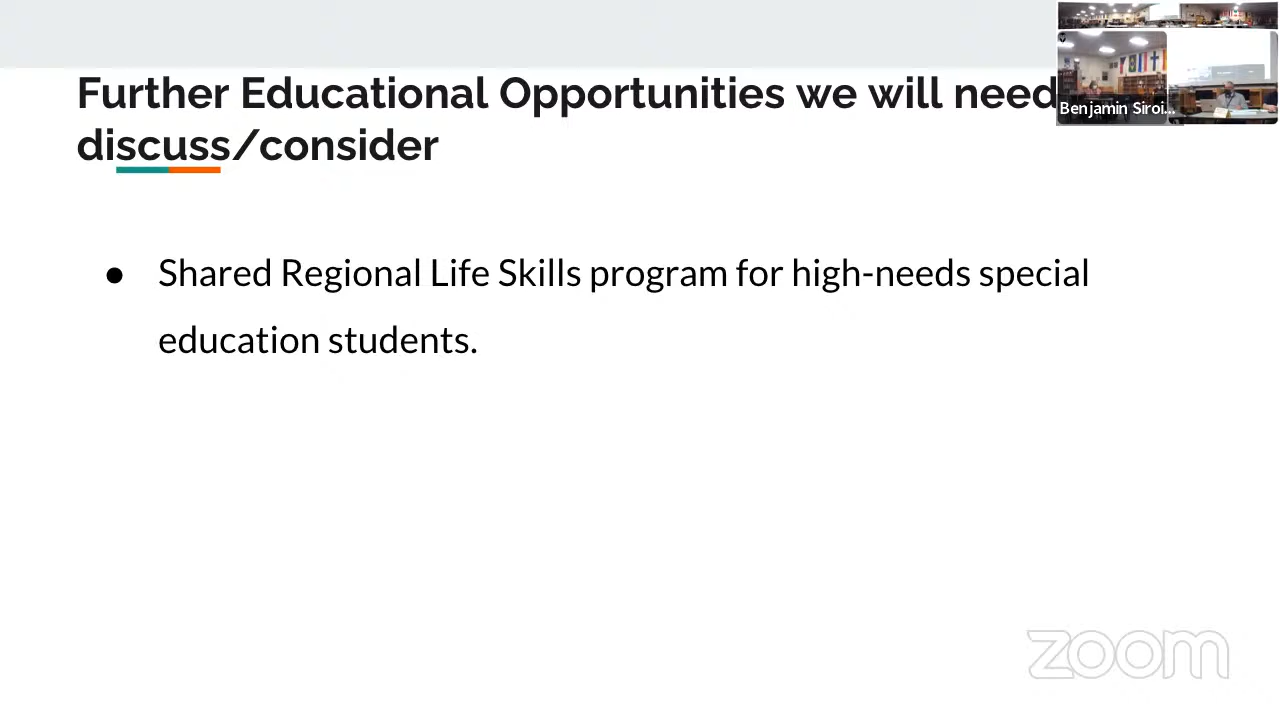 Further Educational Opportunities we will need
discuss/consider
● Shared Regional Life Skills program for high-needs special
education students.
Benjamin Siroi...
zoom